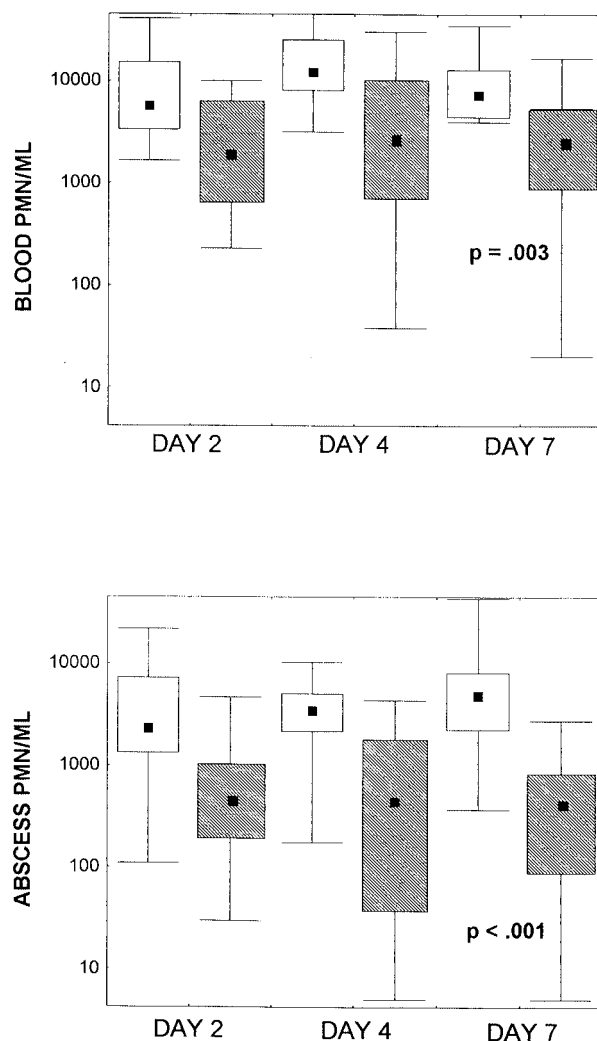 BLOOD PMN/ML
10000
1000
100
10
p = .003
DAY 2 DAY 4 DAY 7
ABSCESS PMN/ML
10000
1000
100
10
p < .001
DAY 2 DAY 4 DAY 7